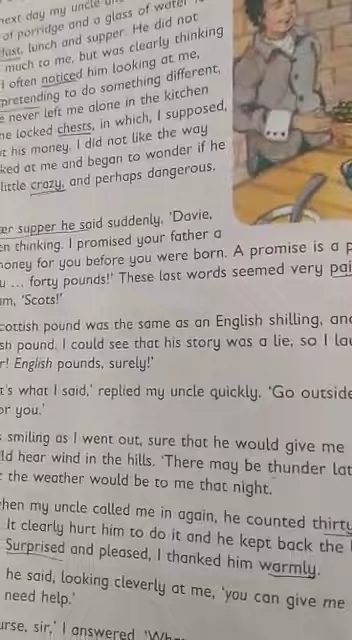 next day my uncle un
of porridge and a glass of water
fast, lunch and supper. He did not
much to me, but was clearly thinking
I often noticed him looking at me,
pretending to do something different,
e never left me alone in the kitchen
he locked chests, in which, I supposed,
t his money. I did not like the way
ked at me and began to wonder if he
little crazy, and perhaps dangerous,
er supper he said suddenly, 'Davie,
en thinking. I promised your father a
noney for you before you were born. A promise is a p
u ... forty pounds!' These last words seemed very pai
m, 'Scots!'
cottish pound was the same as an English shilling, an
sh pound. I could see that his story was a lie, so I lau
r! English pounds, surely!'
t's what I said,' replied my uncle quickly. 'Go outside
or you.'
s smiling as I went out, sure that he would give me
ld hear wind in the hills. 'There may be thunder lat
t the weather would be to me that night.
when my uncle called me in again, he counted thirty
It clearly hurt him to do it and he kept back the
Surprised and pleased, I thanked him warmly.
he said, looking cleverly at me, 'you can give me
need help.'
urse, sir,' I answered. 'Wh